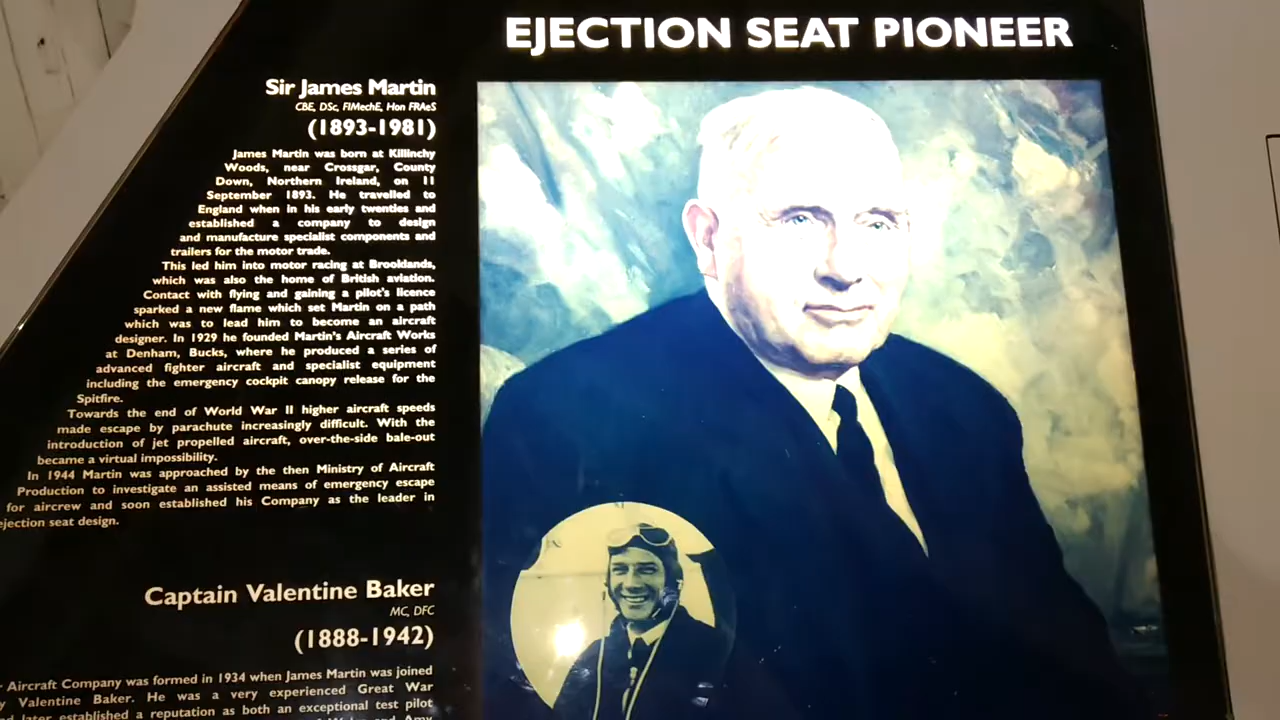 EJECTION SEAT PIONEER
Sir James Martin
CBE, DSc, FIMechE, Hon FRAeS
(1893-1981)
James Martin was born at Killinchy
Woods, near Crossgar, County
Down, Northern Ireland, on 11
September 1893. He travelled to
England when in his early twenties and
established a company to design
and manufacture specialist components and
trailers for the motor trade.
This led him into motor racing at Brooklands,
which was also the home of British aviation.
Contact with flying and gaining a pilot's licence
sparked a new flame which set Martin on a path
which was to lead him to become an aircraft
designer. In 1929 he founded Martin's Aircraft Works
at Denham, Bucks, where he produced a series of
advanced fighter aircraft and specialist equipment
including the emergency cockpit canopy release for the
Spitfire.
Towards the end of World War II higher aircraft speeds
made escape by parachute increasingly difficult. With the
introduction of jet propelled aircraft, over-the-side bale-out
became a virtual impossibility.
In 1944 Martin was approached by the then Ministry of Aircraft
Production to investigate an assisted means of emergency escape
for aircrew and soon established his Company as the leader in
ejection seat design.
Captain Valentine Baker
MC, DFC
(1888-1942)
Aircraft Company was formed in 1934 when James Martin was joined
Valentine Baker. He was a very experienced Great War
later established a reputation as both an exceptional test pilot
and Amy